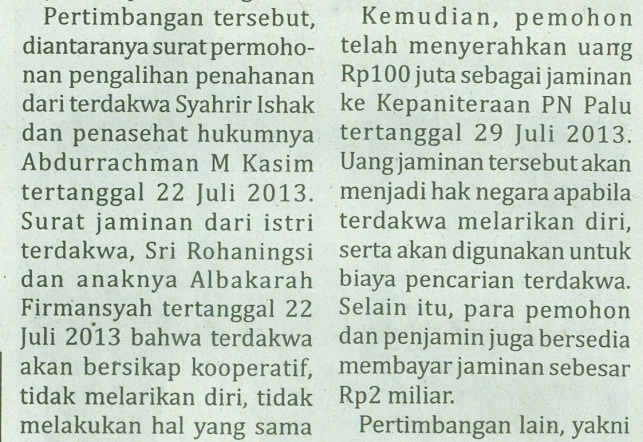 Pertimbangan tersebut,
diantaranya surat permoho-
nan pengalihan penahanan
dari terdakwa Syahrir Ishak
dan penasehat hukumnya
Abdurrachman M Kasim
tertanggal 22 Juli 2013.
Surat jaminan dari istri
terdakwa, Sri Rohaningsi
dan anaknya Albakarah
Firmansyah tertanggal 22
Juli 2013 bahwa terdakwa
akan bersikap kooperatif,
tidak melarikan diri, tidak
melakukan hal yang sama
Kemudian, pemohon
telah menyerahkan uang
Rp100 juta sebagai jaminan
ke Kepaniteraan PN Palu
tertanggal 29 Juli 2013.
Uang jaminan tersebut akan
menjadi hak negara apabila
terdakwa melarikan diri,
serta akan digunakan untuk
biaya pencarian terdakwa.
Selain itu, para pemohon
dan penjamin juga bersedia
membayar jaminan sebesar
Rp2 miliar.
Pertimbangan lain, yakni